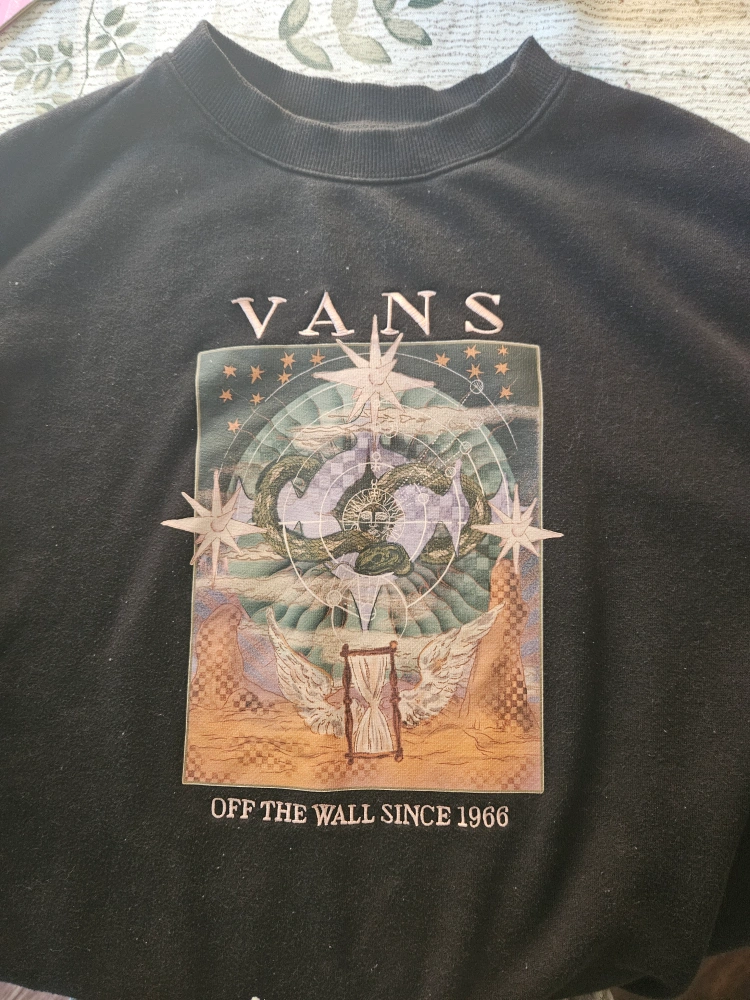 VANS
OFF THE WALL SINCE 1966